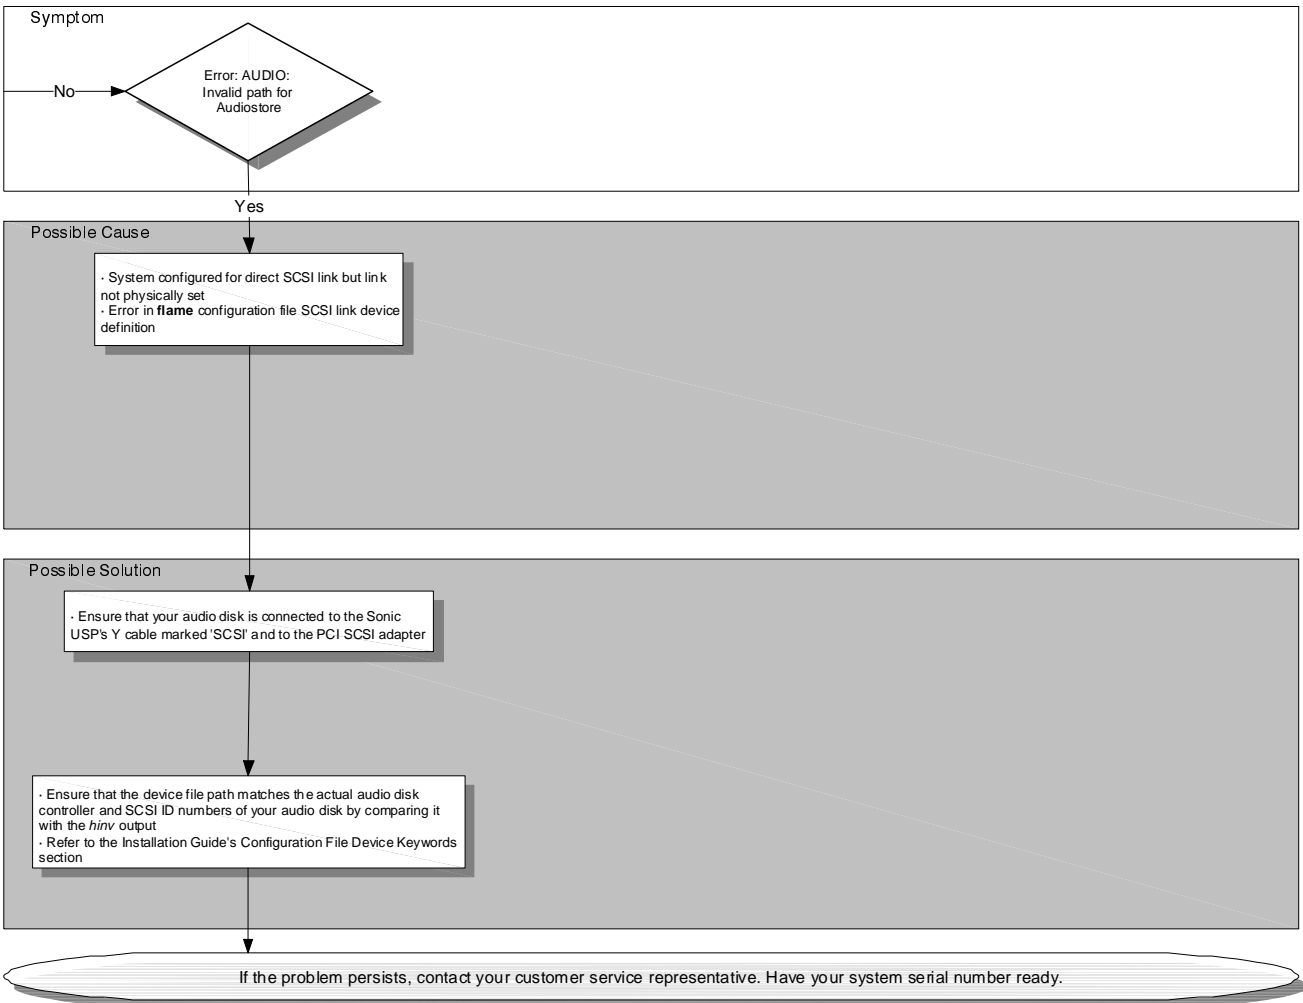 Symptom
No
Error: AUDIO:
Invalid path for
Audiostore
Yes
Possible Cause
· System configured for direct SCSI link but link
not physically set
· Error in flame configuration file SCSI link device
definition
Possible Solution
· Ensure that your audio disk is connected to the Sonic
USP's Y cable marked 'SCSI' and to the PCI SCSI adapter
· Ensure that the device file path matches the actual audio disk
controller and SCSI ID numbers of your audio disk by comparing it
with the hinv output
· Refer to the Installation Guide's Configuration File Device Keywords
section
If the problem persists, contact your customer service representative. Have your system serial number ready.